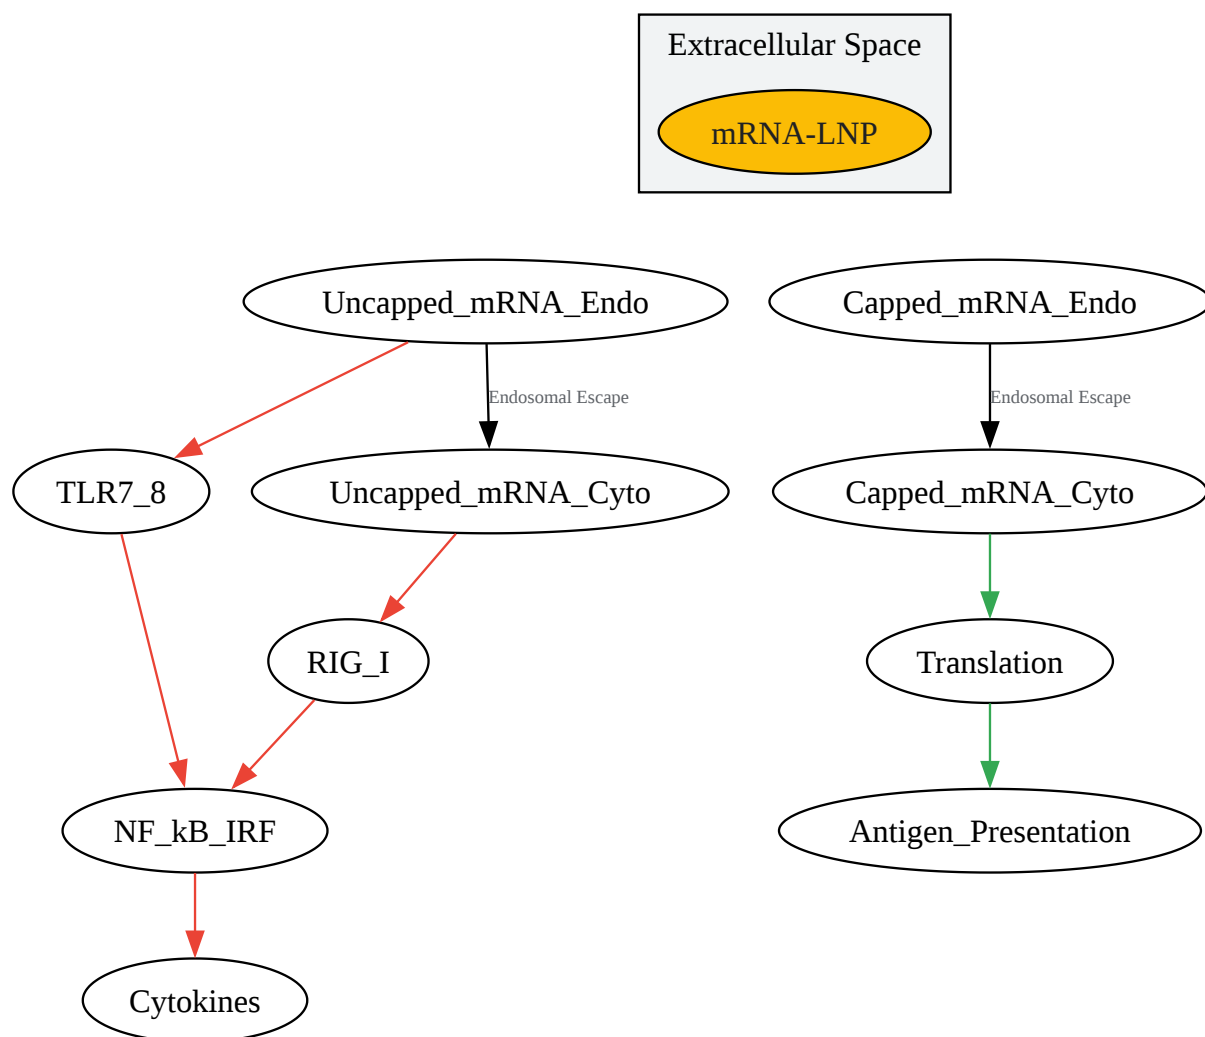 Extracellular Space
mRNA-LNP
Uncapped_mRNA_Endo
Capped_mRNA_Endo
Endosomal Escape
Endosomal Escape
TLR7_8
Uncapped_mRNA_Cyto
Capped_mRNA_Cyto
RIG_I
Translation
NF_kB_IRF
Antigen_Presentation
Cytokines